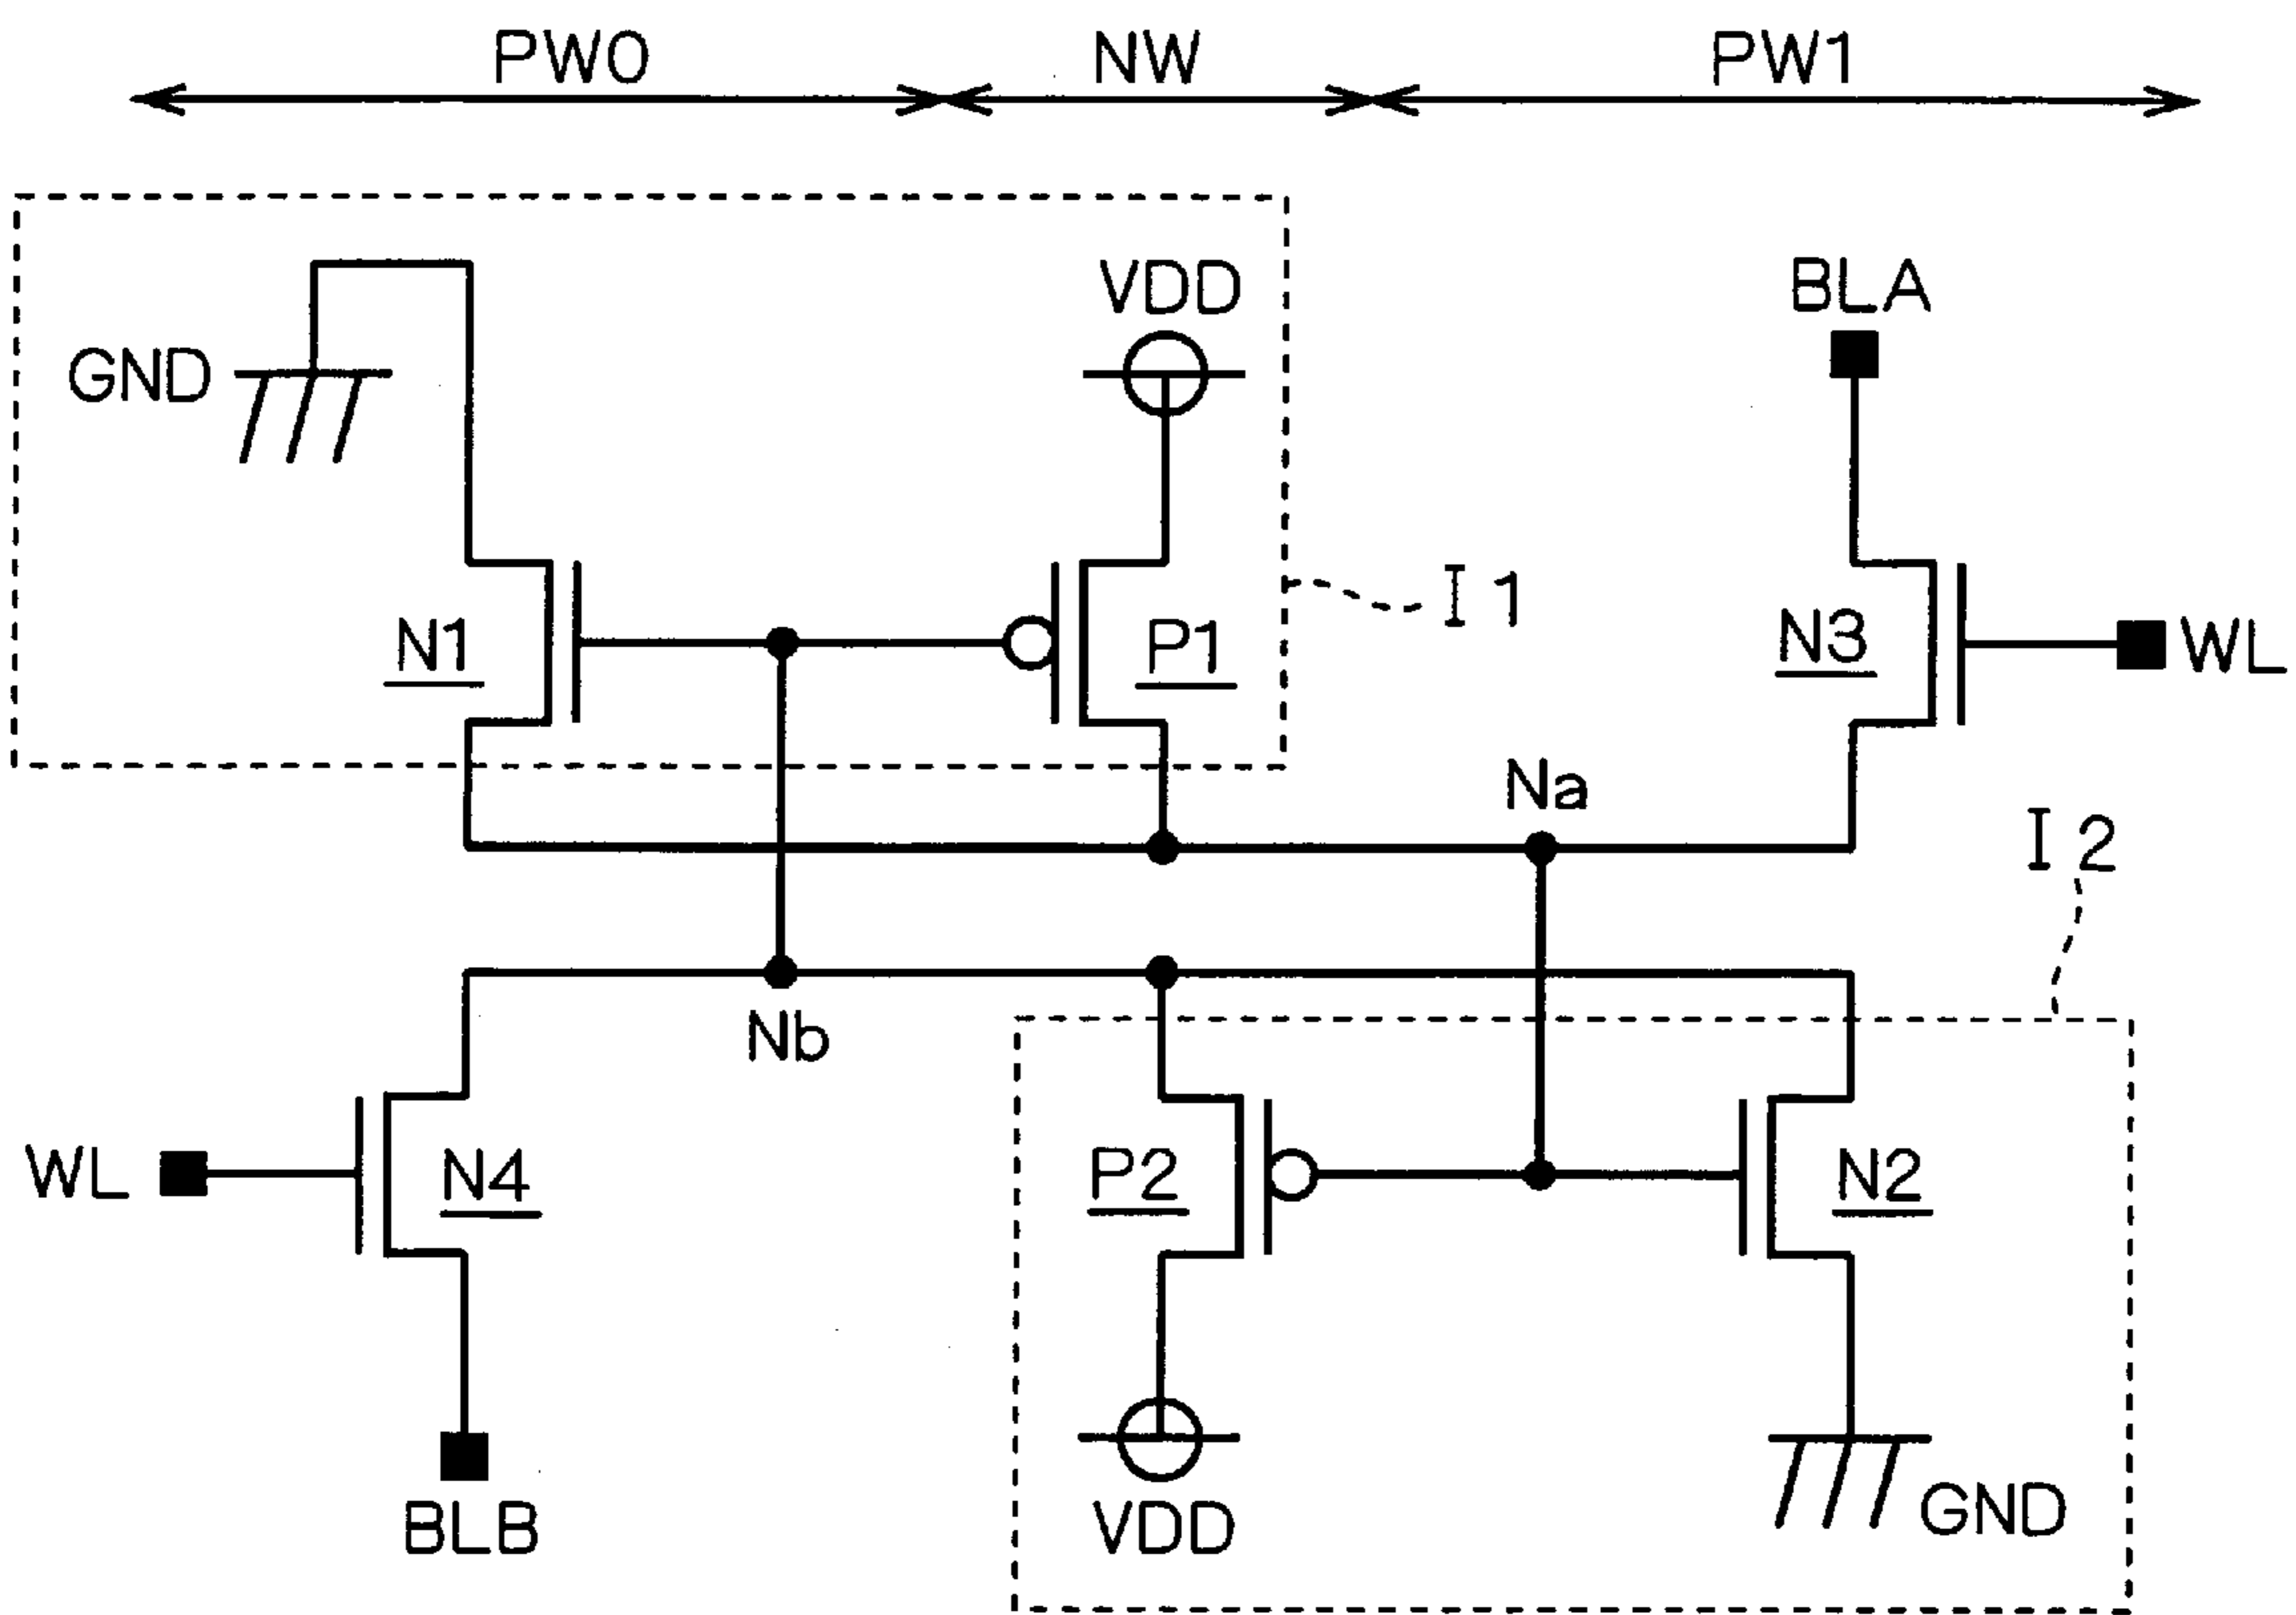 PW0 NW PW1
VDD BLA
GND
I1
N1 P1 N3 WL
Na
I2
Nb
WL N4 P2 N2
BLB VDD GND